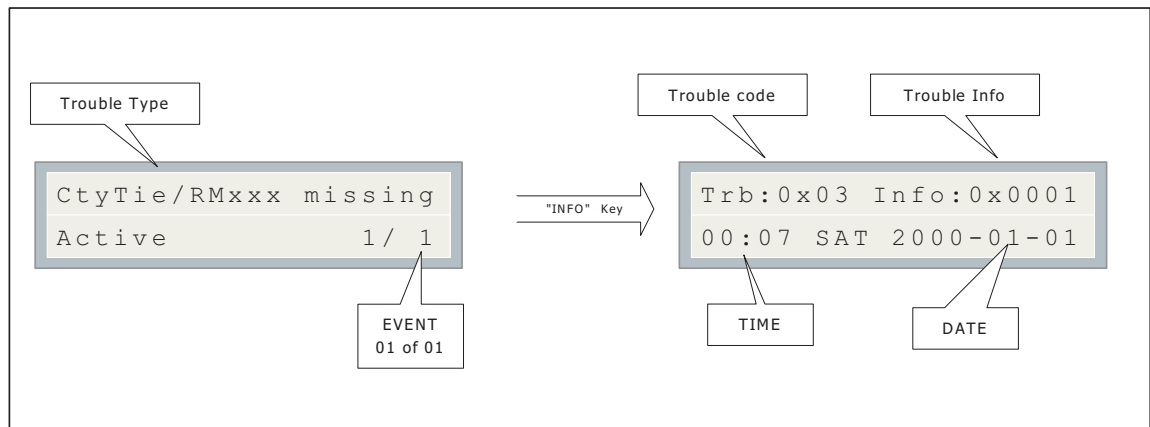 Trouble Type
CtyTie/RMxxx missing
Active 1/ 1
EVENT
01 of 01
"INFO" Key
Trouble code
Trouble Info
Trb:0x03 Info:0x0001
00:07 SAT 2000-01-01
TIME
DATE